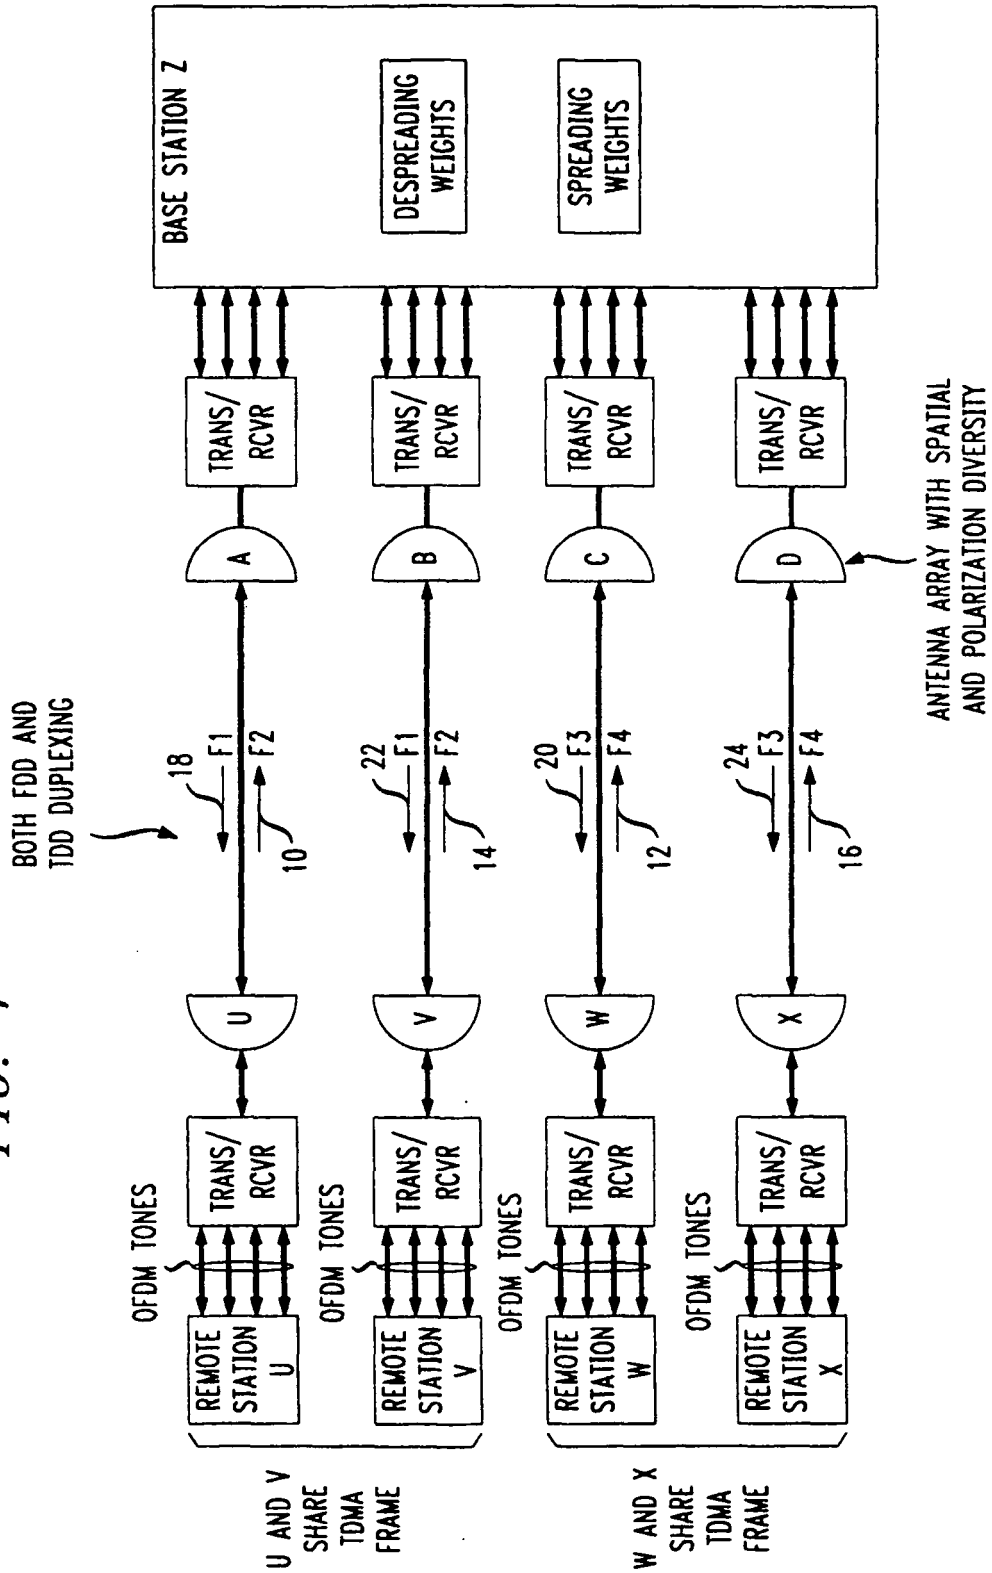 BOTH FDD AND
TDD DUPLEXING
U AND V
SHARE
TDMA
FRAME
W AND X
SHARE
TDMA
FRAME
REMOTE
STATION
U
OFDM TONES
TRANS/
RCVR
U
18
F1
F2
10
A
TRANS/
RCVR
REMOTE
STATION
V
OFDM TONES
TRANS/
RCVR
V
22
F1
F2
14
B
TRANS/
RCVR
REMOTE
STATION
W
OFDM TONES
TRANS/
RCVR
W
20
F3
F4
12
C
TRANS/
RCVR
REMOTE
STATION
X
OFDM TONES
TRANS/
RCVR
X
24
F3
F4
16
D
TRANS/
RCVR
BASE STATION Z
DESPREADING
WEIGHTS
SPREADING
WEIGHTS
ANTENNA ARRAY WITH SPATIAL
AND POLARIZATION DIVERSITY